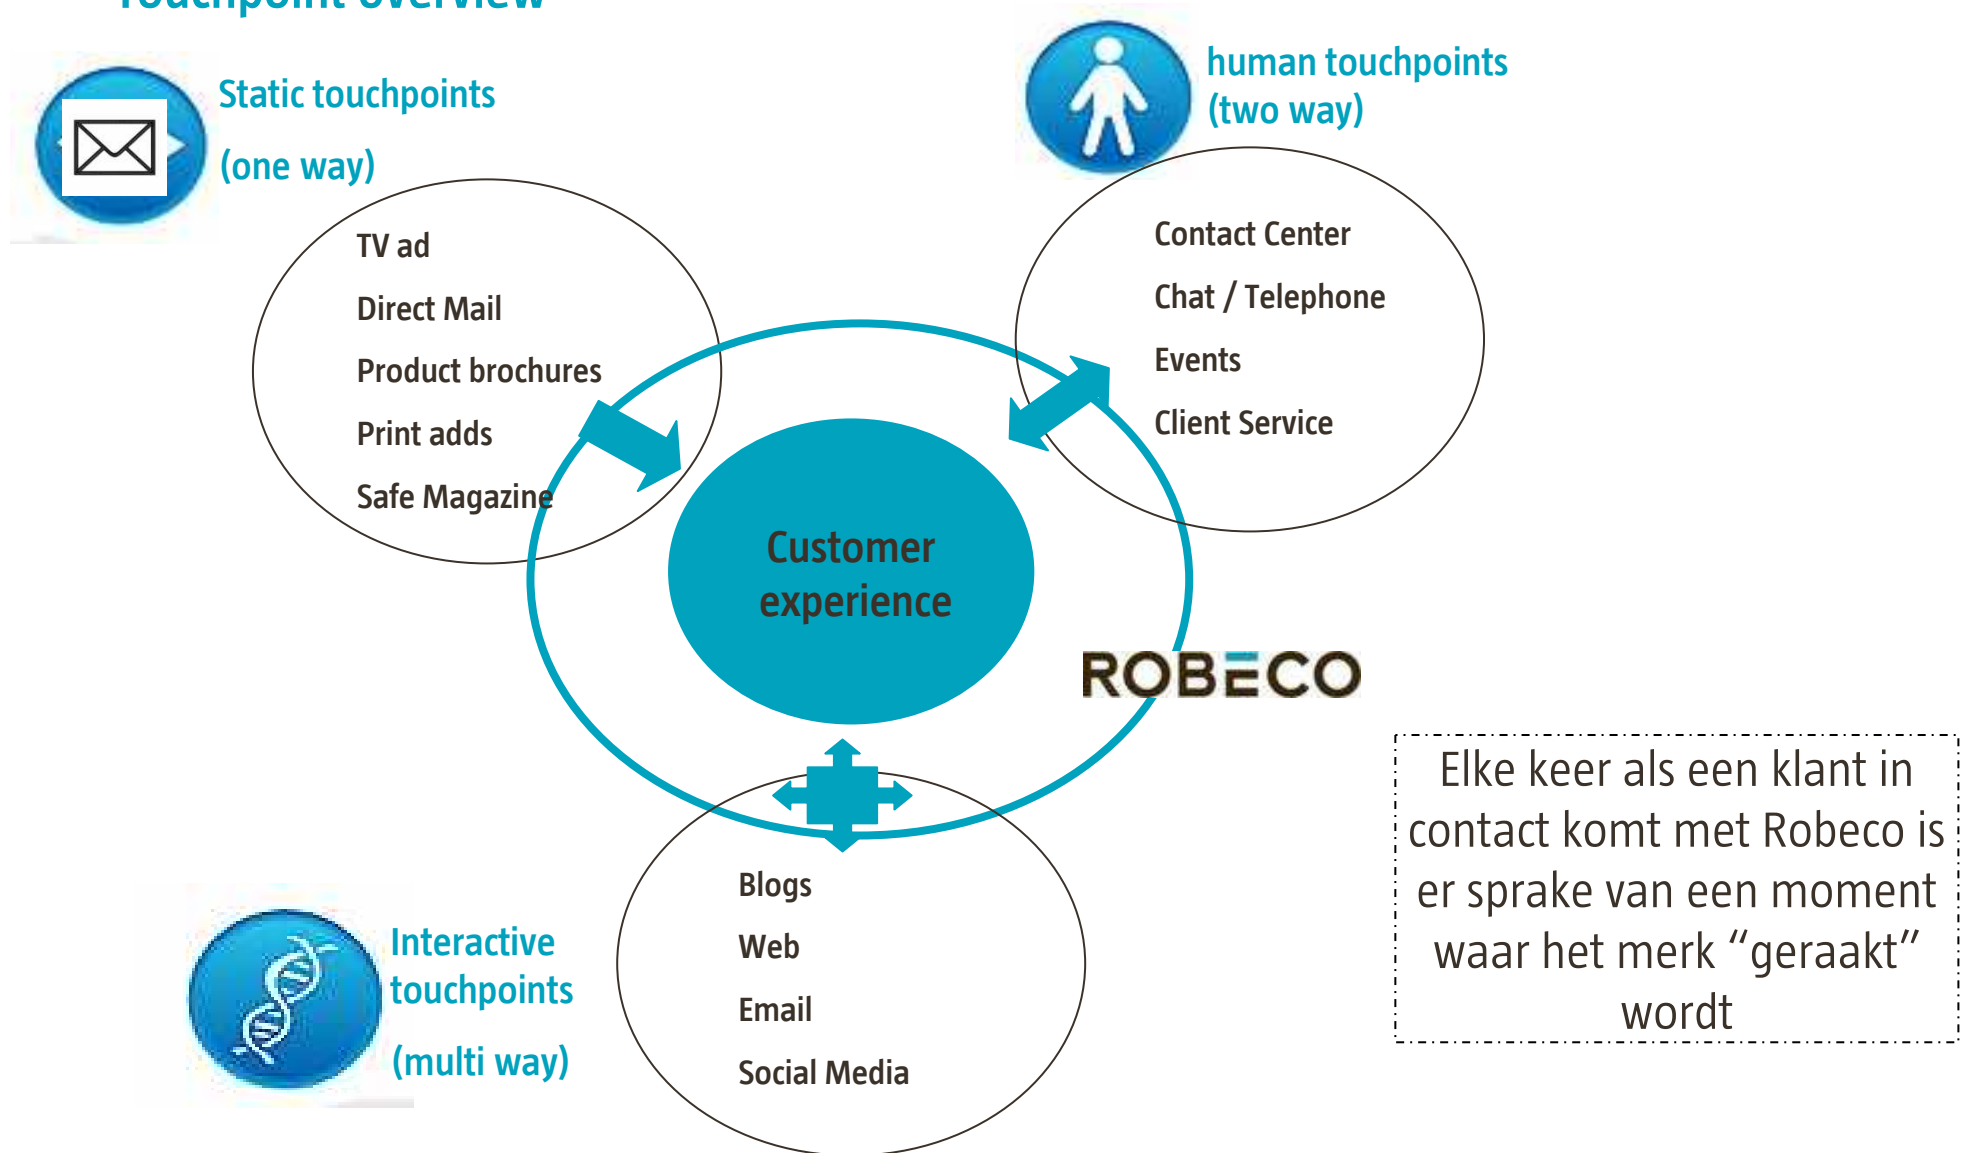 Touchpoint overview
Static touchpoints
(one way)
TV ad
Direct Mail
Product brochures
Print adds
Safe Magazine
human touchpoints
(two way)
Contact Center
Chat / Telephone
Events
Client Service
Customer
experience
ROBECO
Elke keer als een klant in
contact komt met Robeco is
er sprake van een moment
waar het merk “geraakt”
wordt
Interactive
touchpoints
(multi way)
Blogs
Web
Email
Social Media